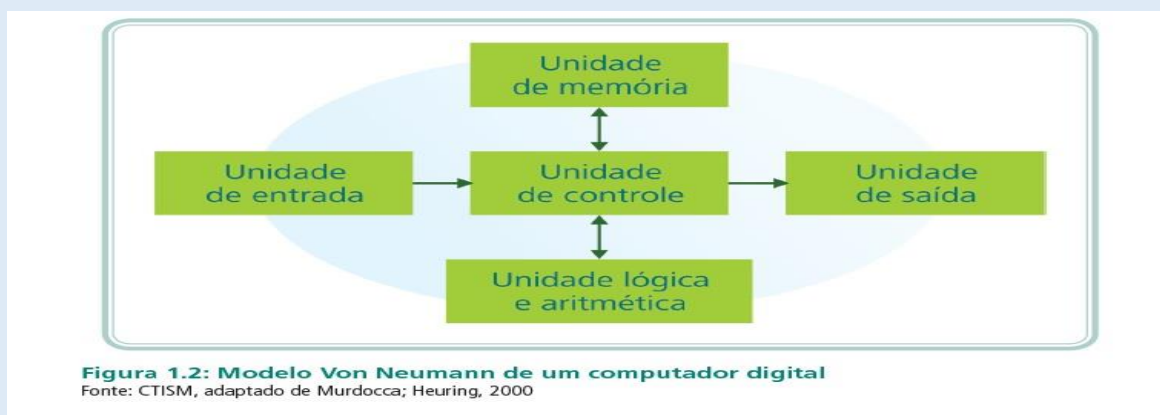 Unidade
de memória
Unidade
de entrada
Unidade
de controle
Unidade
de saída
Unidade lógica
e aritmética
Figura 1.2: Modelo Von Neumann de um computador digital
Fonte: CTISM, adaptado de Murdocca; Heuring, 2000